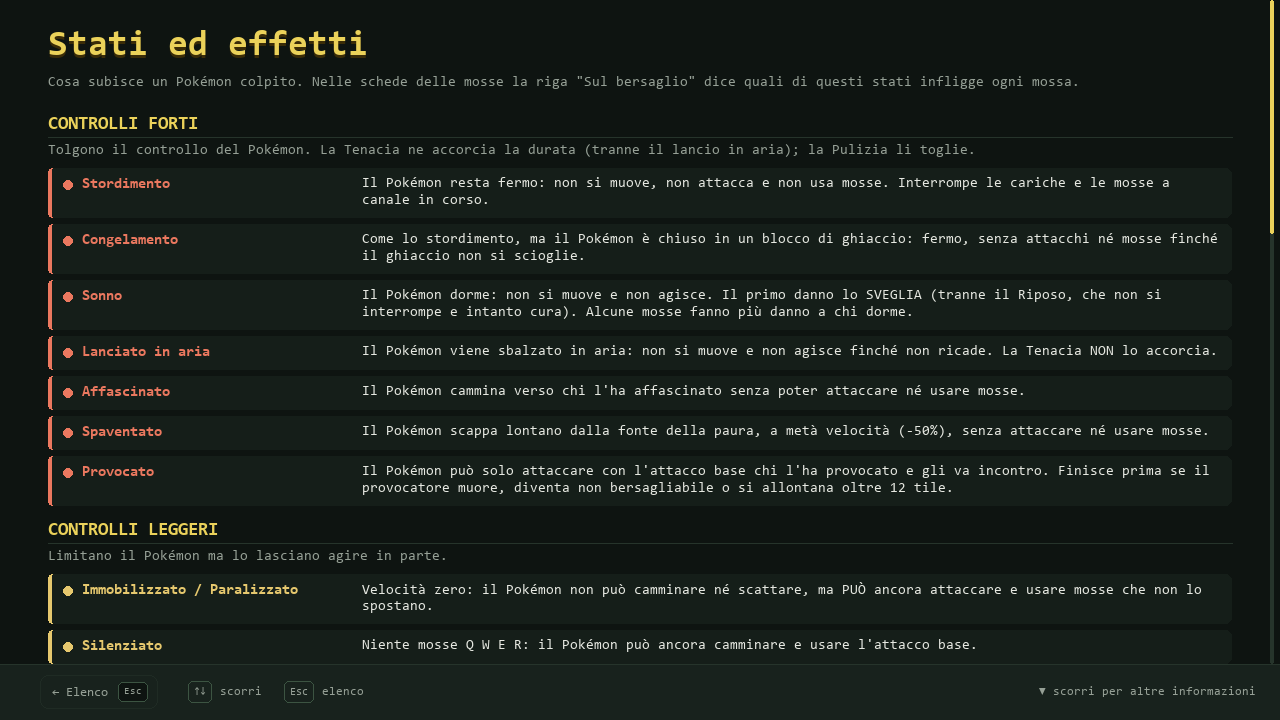 Stati ed effetti
Cosa subisce un Pokémon colpito. Nelle schede delle mosse la riga "Sul bersaglio" dice quali di questi stati infligge ogni mossa.
CONTROLLI FORTI
Tolgono il controllo del Pokémon. La Tenacia ne accorcia la durata (tranne il lancio in aria); la Pulizia li toglie.
Stordimento
Il Pokémon resta fermo: non si muove, non attacca e non usa mosse. Interrompe le cariche e le mosse a
canale in corso.
Congelamento
Come lo stordimento, ma il Pokémon è chiuso in un blocco di ghiaccio: fermo, senza attacchi né mosse finché
il ghiaccio non si scioglie.
Sonno
Il Pokémon dorme: non si muove e non agisce. Il primo danno lo SVEGLIA (tranne il Riposo, che non si
interrompe e intanto cura). Alcune mosse fanno più danno a chi dorme.
Lanciato in aria
Il Pokémon viene sbalzato in aria: non si muove e non agisce finché non ricade. La Tenacia NON lo accorcia.
Affascinato
Il Pokémon cammina verso chi l'ha affascinato senza poter attaccare né usare mosse.
Spaventato
Il Pokémon scappa lontano dalla fonte della paura, a metà velocità (-50%), senza attaccare né usare mosse.
Provocato
Il Pokémon può solo attaccare con l'attacco base chi l'ha provocato e gli va incontro. Finisce prima se il
provocatore muore, diventa non bersagliabile o si allontana oltre 12 tile.
CONTROLLI LEGGERI
Limitano il Pokémon ma lo lasciano agire in parte.
Immobilizzato / Paralizzato
Velocità zero: il Pokémon non può camminare né scattare, ma PUÒ ancora attaccare e usare mosse che non lo
spostano.
Silenziato
Niente mosse Q W E R: il Pokémon può ancora camminare e usare l'attacco base.
← Elenco Esc ↑↓ scorri Esc elenco ▼ scorri per altre informazioni